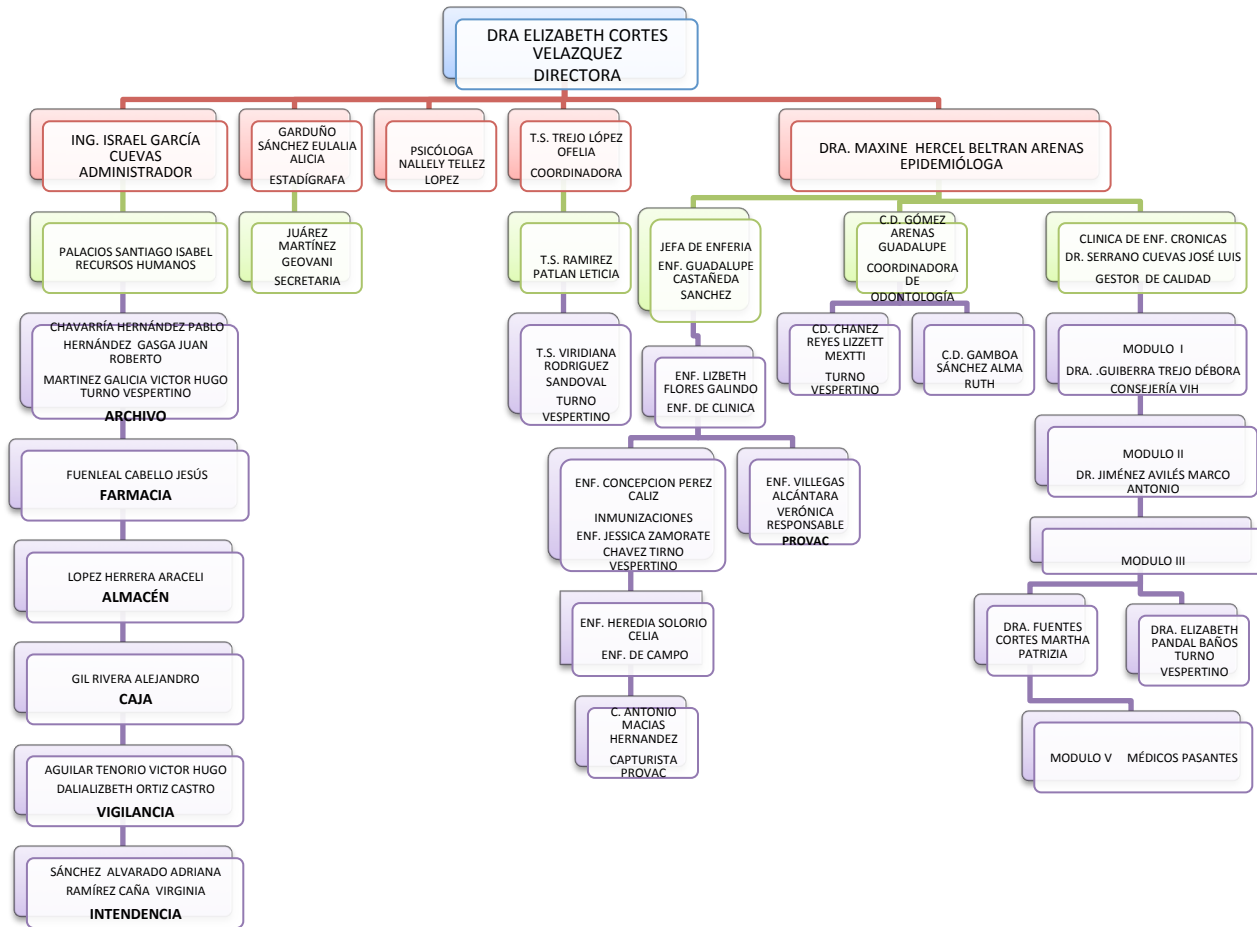 DRA ELIZABETH CORTES
VELAZQUEZ
DIRECTORA
ING. ISRAEL GARCÍA
CUEVAS
ADMINISTRADOR
GARDUÑO
SÁNCHEZ EULALIA
ALICIA
ESTADÍGRAFA
PSICÓLOGA
NALLELY TELLEZ
LOPEZ
T.S. TREJO LÓPEZ
OFELIA
COORDINADORA
DRA. MAXINE HERCEL BELTRAN ARENAS
EPIDEMIÓLOGA
PALACIOS SANTIAGO ISABEL
RECURSOS HUMANOS
JUÁREZ
MARTÍNEZ
GEOVANI
SECRETARIA
T.S. RAMIREZ
PATLAN LETICIA
JEFA DE ENFERIA
ENF. GUADALUPE
CASTAÑEDA
SANCHEZ
C.D. GÓMEZ
ARENAS
GUADALUPE
COORDINADORA
DE
ODONTOLOGÍA
CLINICA DE ENF. CRONICAS
DR. SERRANO CUEVAS JOSÉ LUIS
GESTOR DE CALIDAD
CHAVARRÍA HERNÁNDEZ PABLO
HERNÁNDEZ GASGA JUAN
ROBERTO
MARTINEZ GALICIA VICTOR HUGO
TURNO VESPERTINO
ARCHIVO
T.S. VIRIDIANA
RODRIGUEZ
SANDOVAL
TURNO
VESPERTINO
ENF. LIZBETH
FLORES GALINDO
ENF. DE CLINICA
CD. CHANEZ
REYES LIZZETT
MEXTTI
TURNO
VESPERTINO
C.D. GAMBOA
SÁNCHEZ ALMA
RUTH
MODULO I
DRA. .GUIBERRA TREJO DÉBORA
CONSEJERÍA VIH
FUENLEAL CABELLO JESÚS
FARMACIA
ENF. CONCEPCION PEREZ
CALIZ
INMUNIZACIONES
ENF. JESSICA ZAMORATE
CHAVEZ TIRNO
VESPERTINO
ENF. VILLEGAS
ALCÁNTARA
VERÓNICA
RESPONSABLE
PROVAC
MODULO II
DR. JIMÉNEZ AVILÉS MARCO
ANTONIO
LOPEZ HERRERA ARACELI
ALMACÉN
MODULO III
ENF. HEREDIA SOLORIO
CELIA
ENF. DE CAMPO
DRA. FUENTES
CORTES MARTHA
PATRIZIA
DRA. ELIZABETH
PANDAL BAÑOS
TURNO
VESPERTINO
GIL RIVERA ALEJANDRO
CAJA
C. ANTONIO
MACIAS
HERNANDEZ
CAPTURISTA
PROVAC
MODULO V MÉDICOS PASANTES
AGUILAR TENORIO VICTOR HUGO
DALIALIZBETH ORTIZ CASTRO
VIGILANCIA
SÁNCHEZ ALVARADO ADRIANA
RAMÍREZ CAÑA VIRGINIA
INTENDENCIA